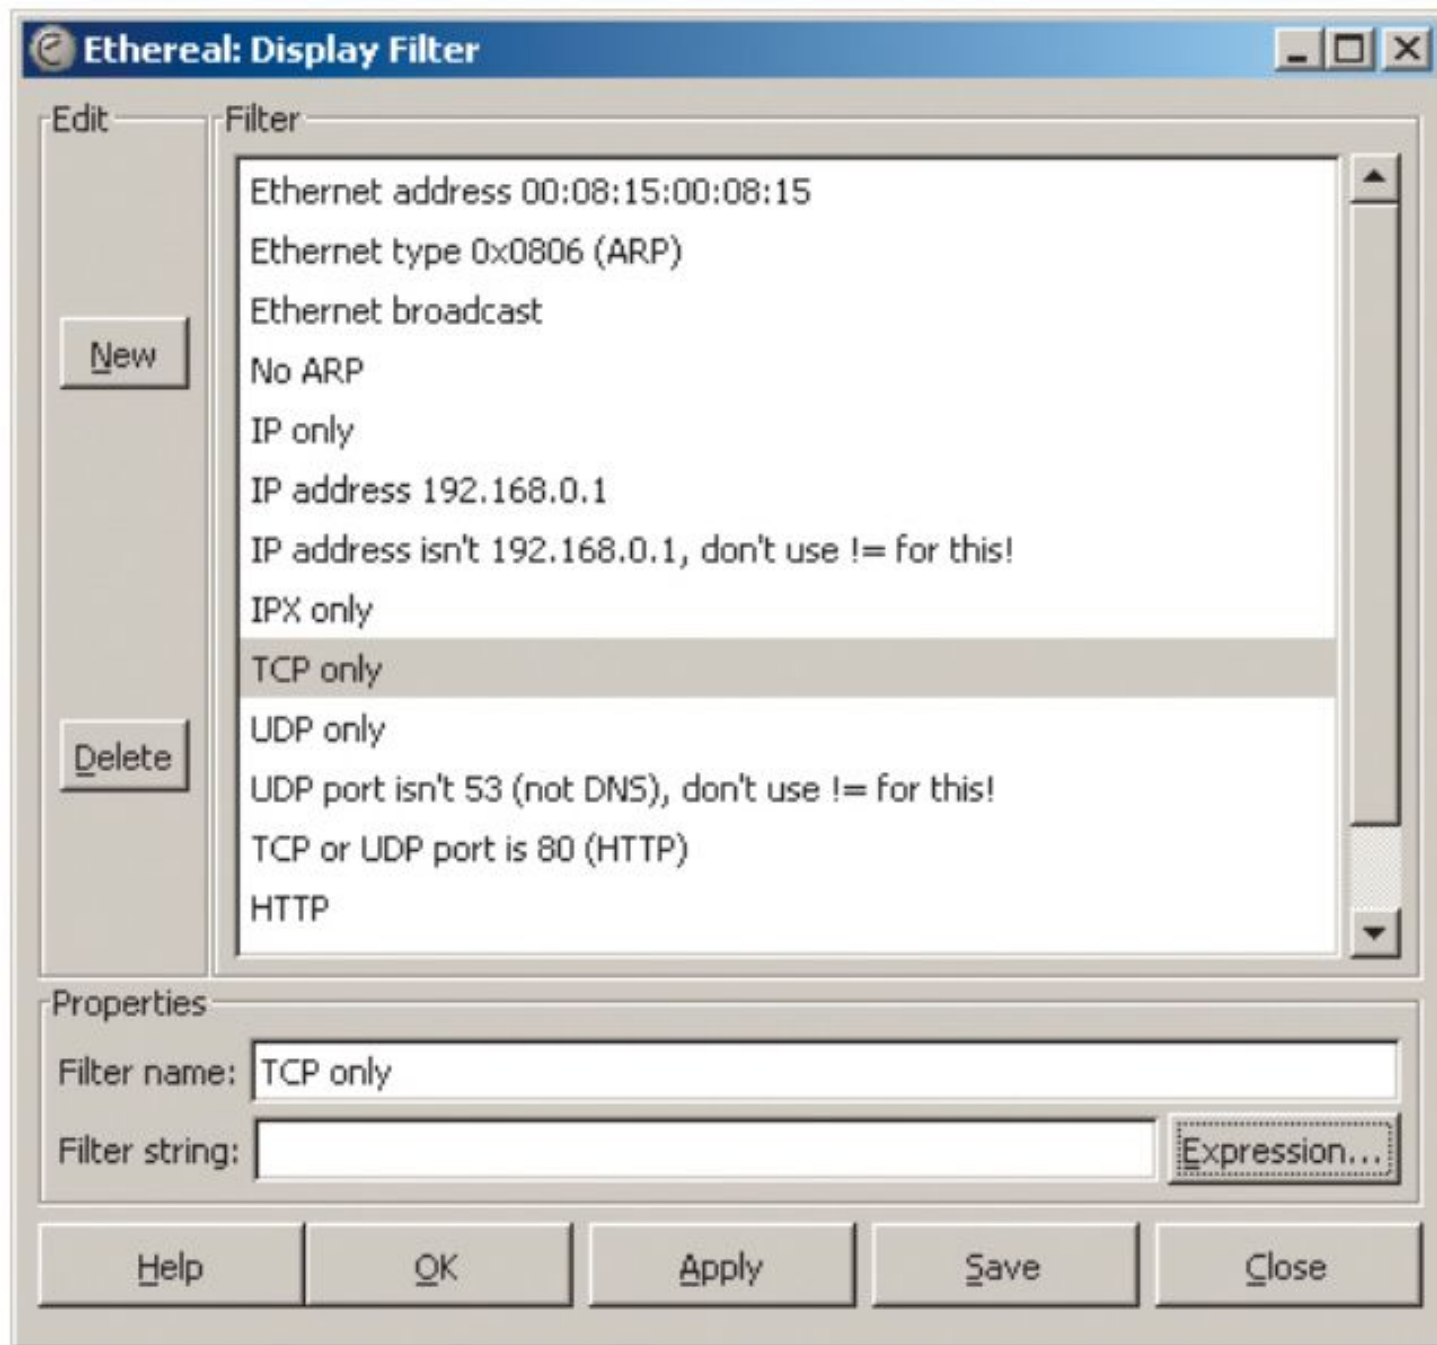 Ethereal: Display Filter
Edit
Filter
Ethernet address 00:08:15:00:08:15
Ethernet type 0x0806 (ARP)
Ethernet broadcast
New
No ARP
IP only
IP address 192.168.0.1
IP address isn't 192.168.0.1, don't use != for this!
IPX only
TCP only
UDP only
Delete
UDP port isn't 53 (not DNS), don't use != for this!
TCP or UDP port is 80 (HTTP)
HTTP
Properties
Filter name: TCP only
Filter string: Expression...
Help OK Apply Save Close